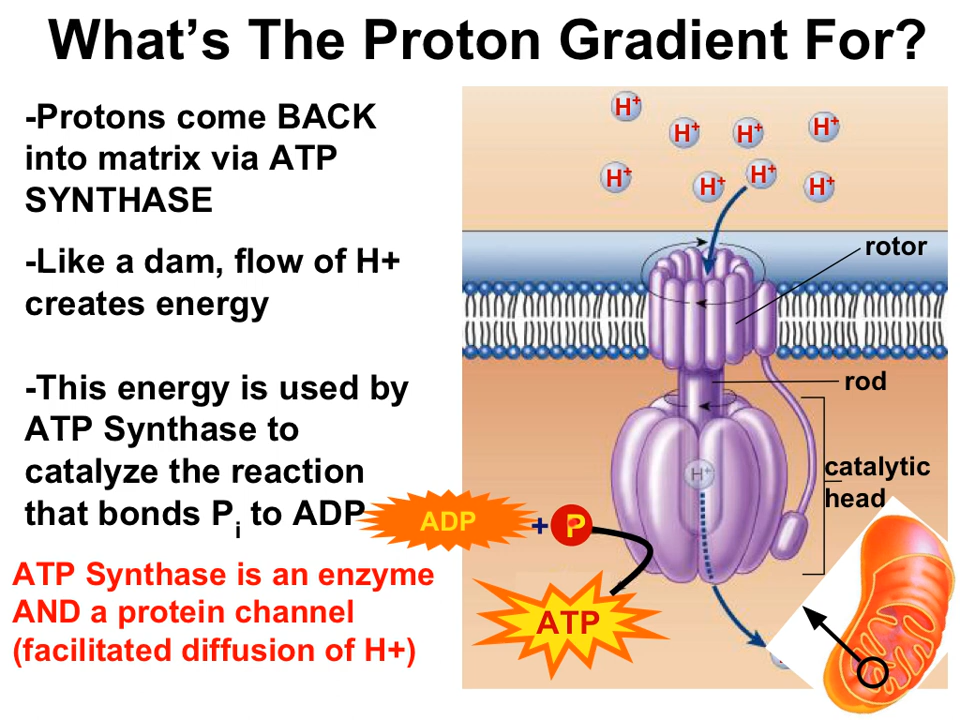 What's The Proton Gradient For?
-Protons come BACK
into matrix via ATP
SYNTHASE
-Like a dam, flow of H+
creates energy
-This energy is used by
ATP Synthase to
catalyze the reaction
that bonds Pi to ADP
ATP Synthase is an enzyme
AND a protein channel
(facilitated diffusion of H+)
H+
H+
H+
H+
H+
H+
H+
H+
rotor
rod
catalytic
head
H+
ADP
+ P
ATP